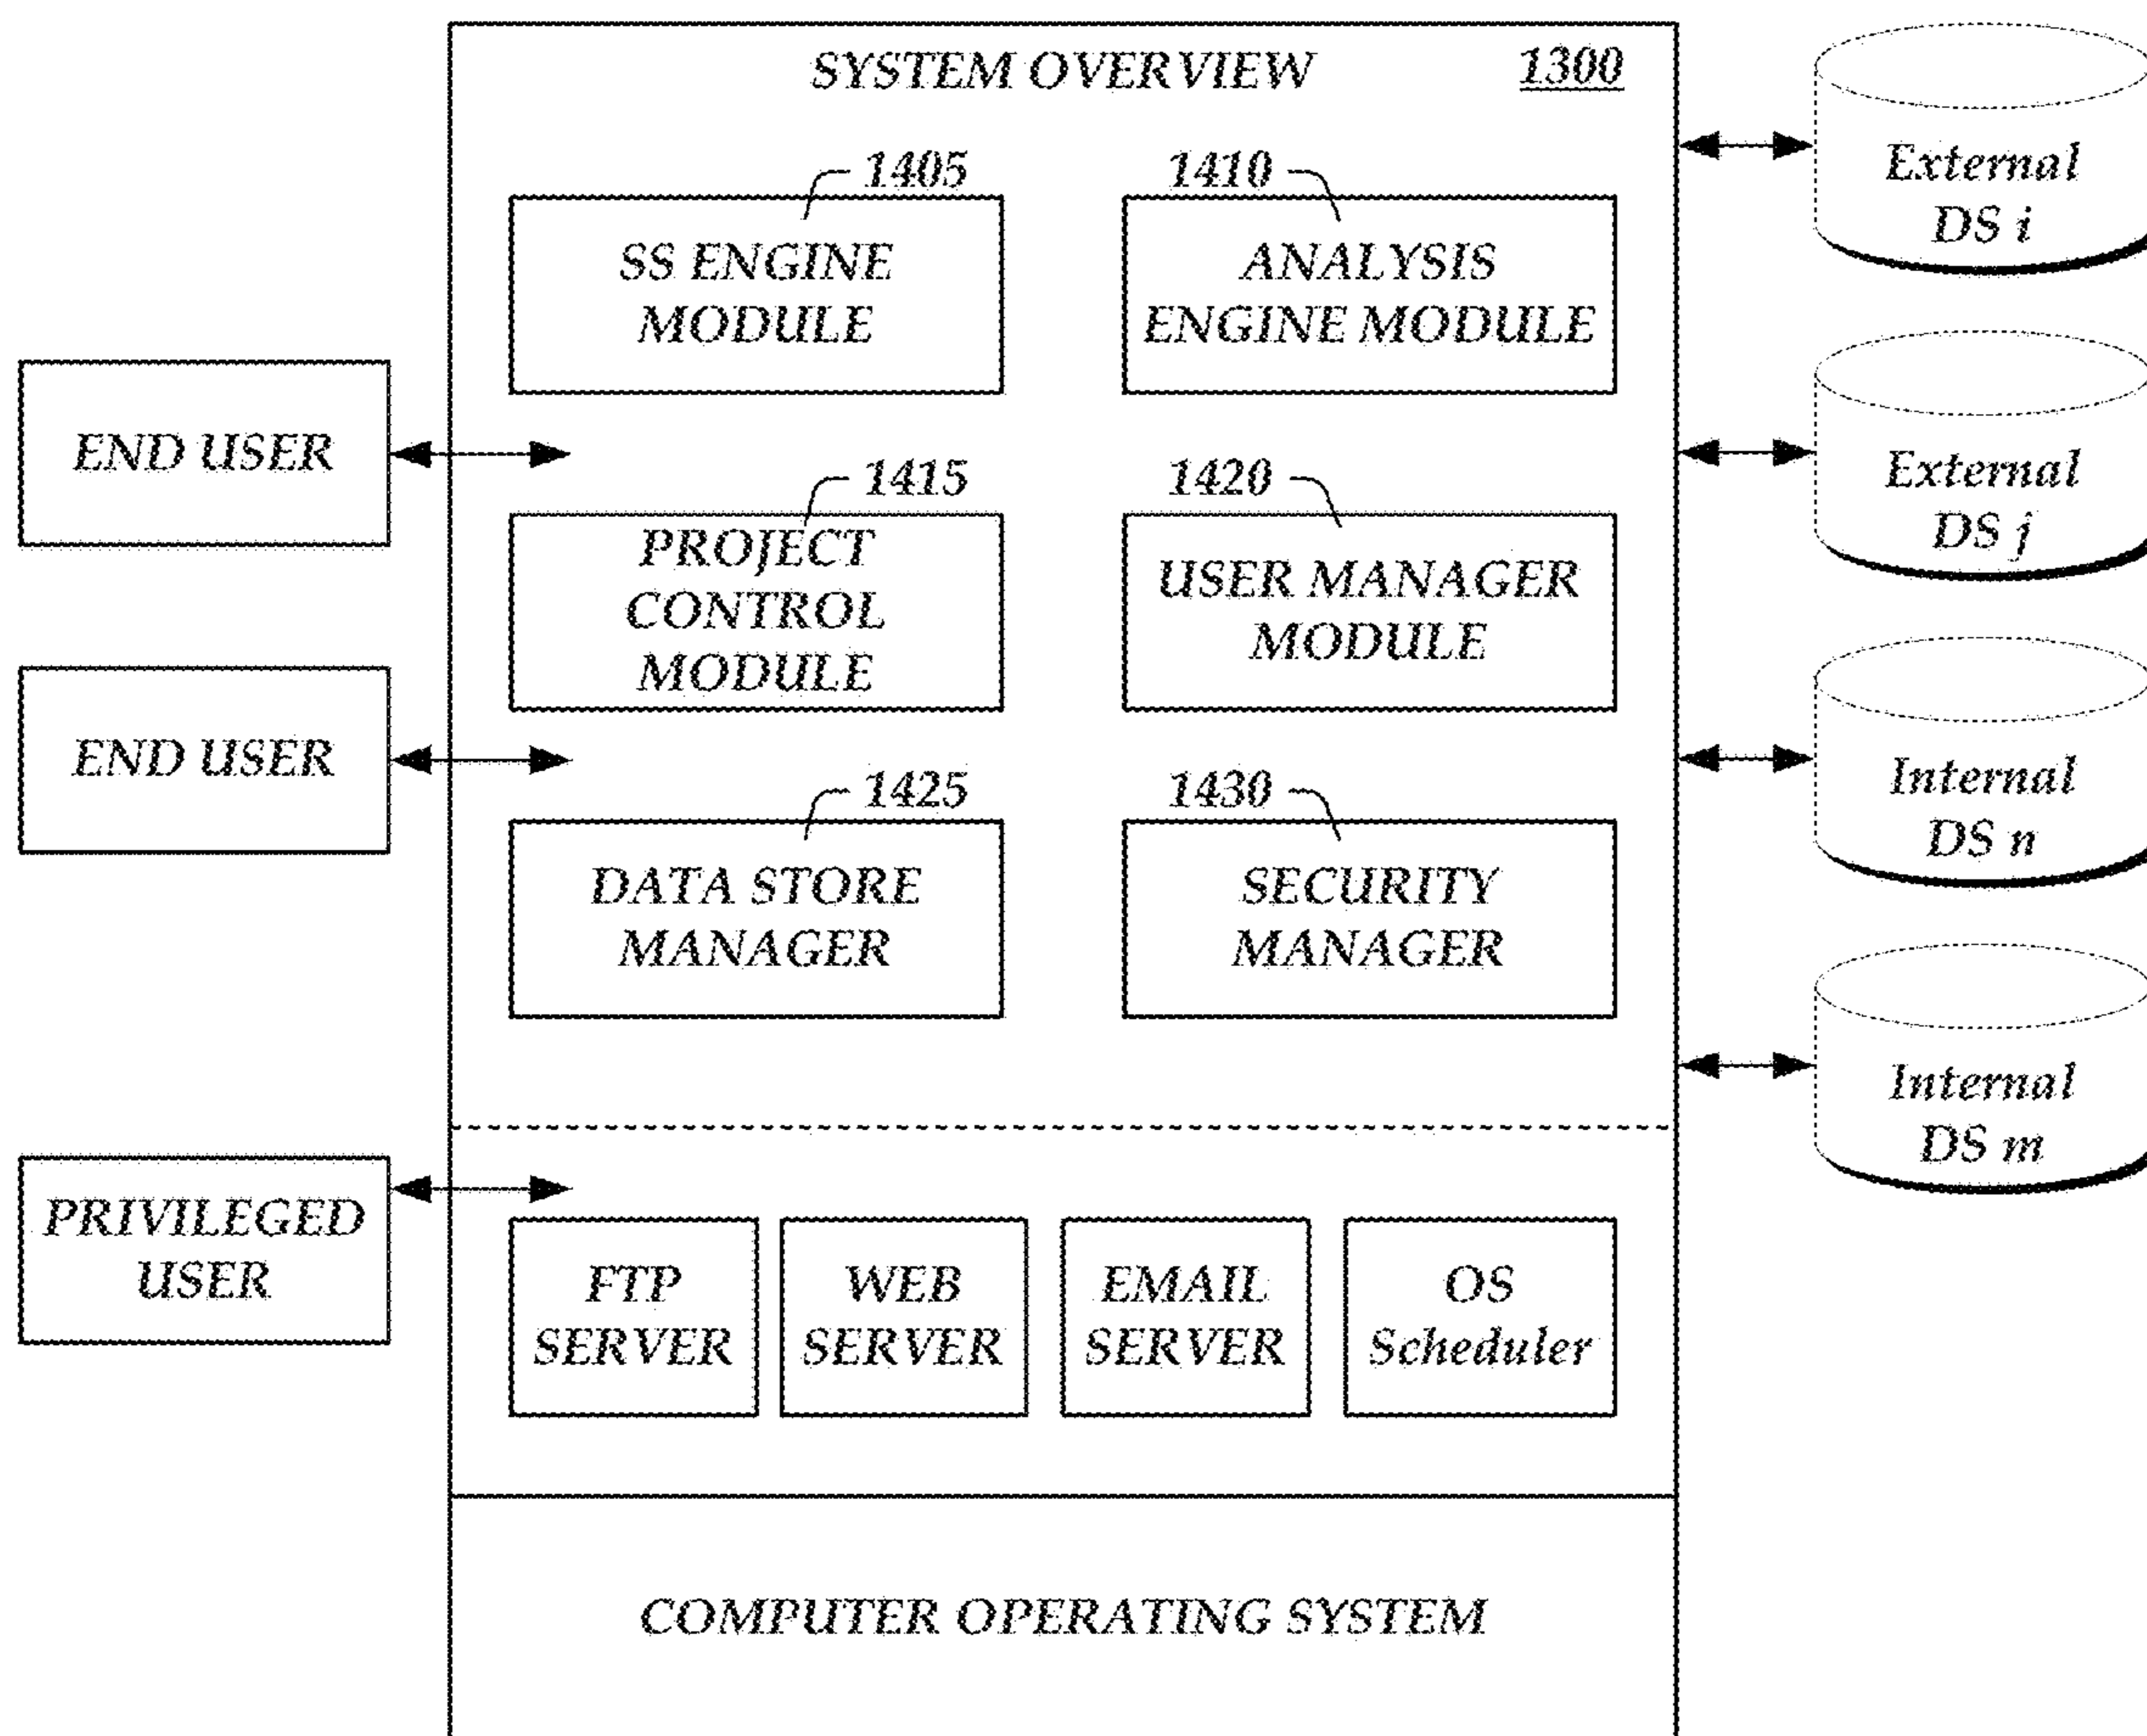 SYSTEM OVERVIEW 1300
1405
SS ENGINE
MODULE
1410
ANALYSIS
ENGINE MODULE
1415
PROJECT
CONTROL
MODULE
1420
USER MANAGER
MODULE
1425
DATA STORE
MANAGER
1430
SECURITY
MANAGER
END USER
END USER
PRIVILEGED
USER
FTP
SERVER
WEB
SERVER
EMAIL
SERVER
OS
Scheduler
COMPUTER OPERATING SYSTEM
External
DS i
External
DS j
Internal
DS n
Internal
DS m